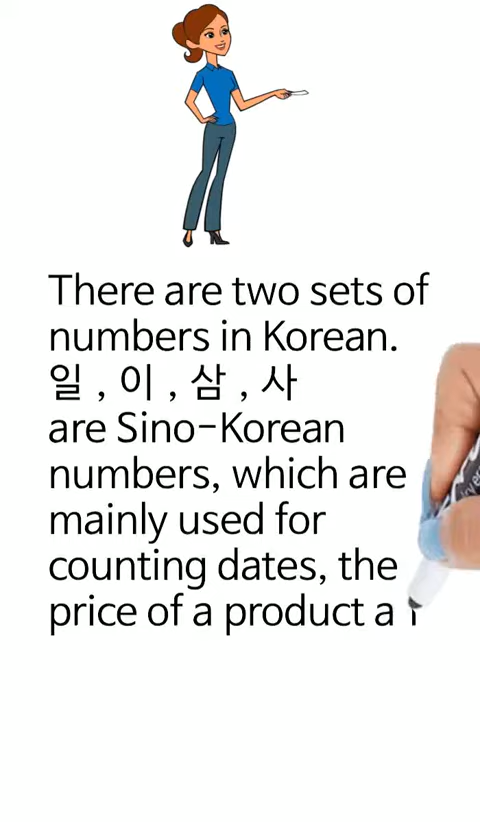 There are two sets of
numbers in Korean.
일 , 이 , 삼 , 사
are Sino-Korean
numbers, which are
mainly used for
counting dates, the
price of a product a